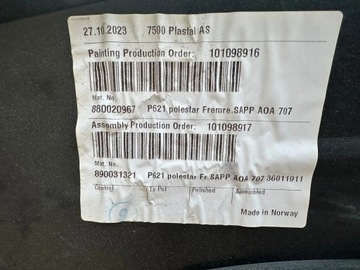 27.10.2023 7500 Plastal AS
Painting Production Order: 101098916
Mat. No.
880020967 P621 polestar Fremre.SAPP AOA 707
Assembly Production Order: 101098917
Mat. No.
890031321 P621 polestar Fr.SAPP AOA 707 36011911
Control To Pol Polished Assembled
Made in Norway